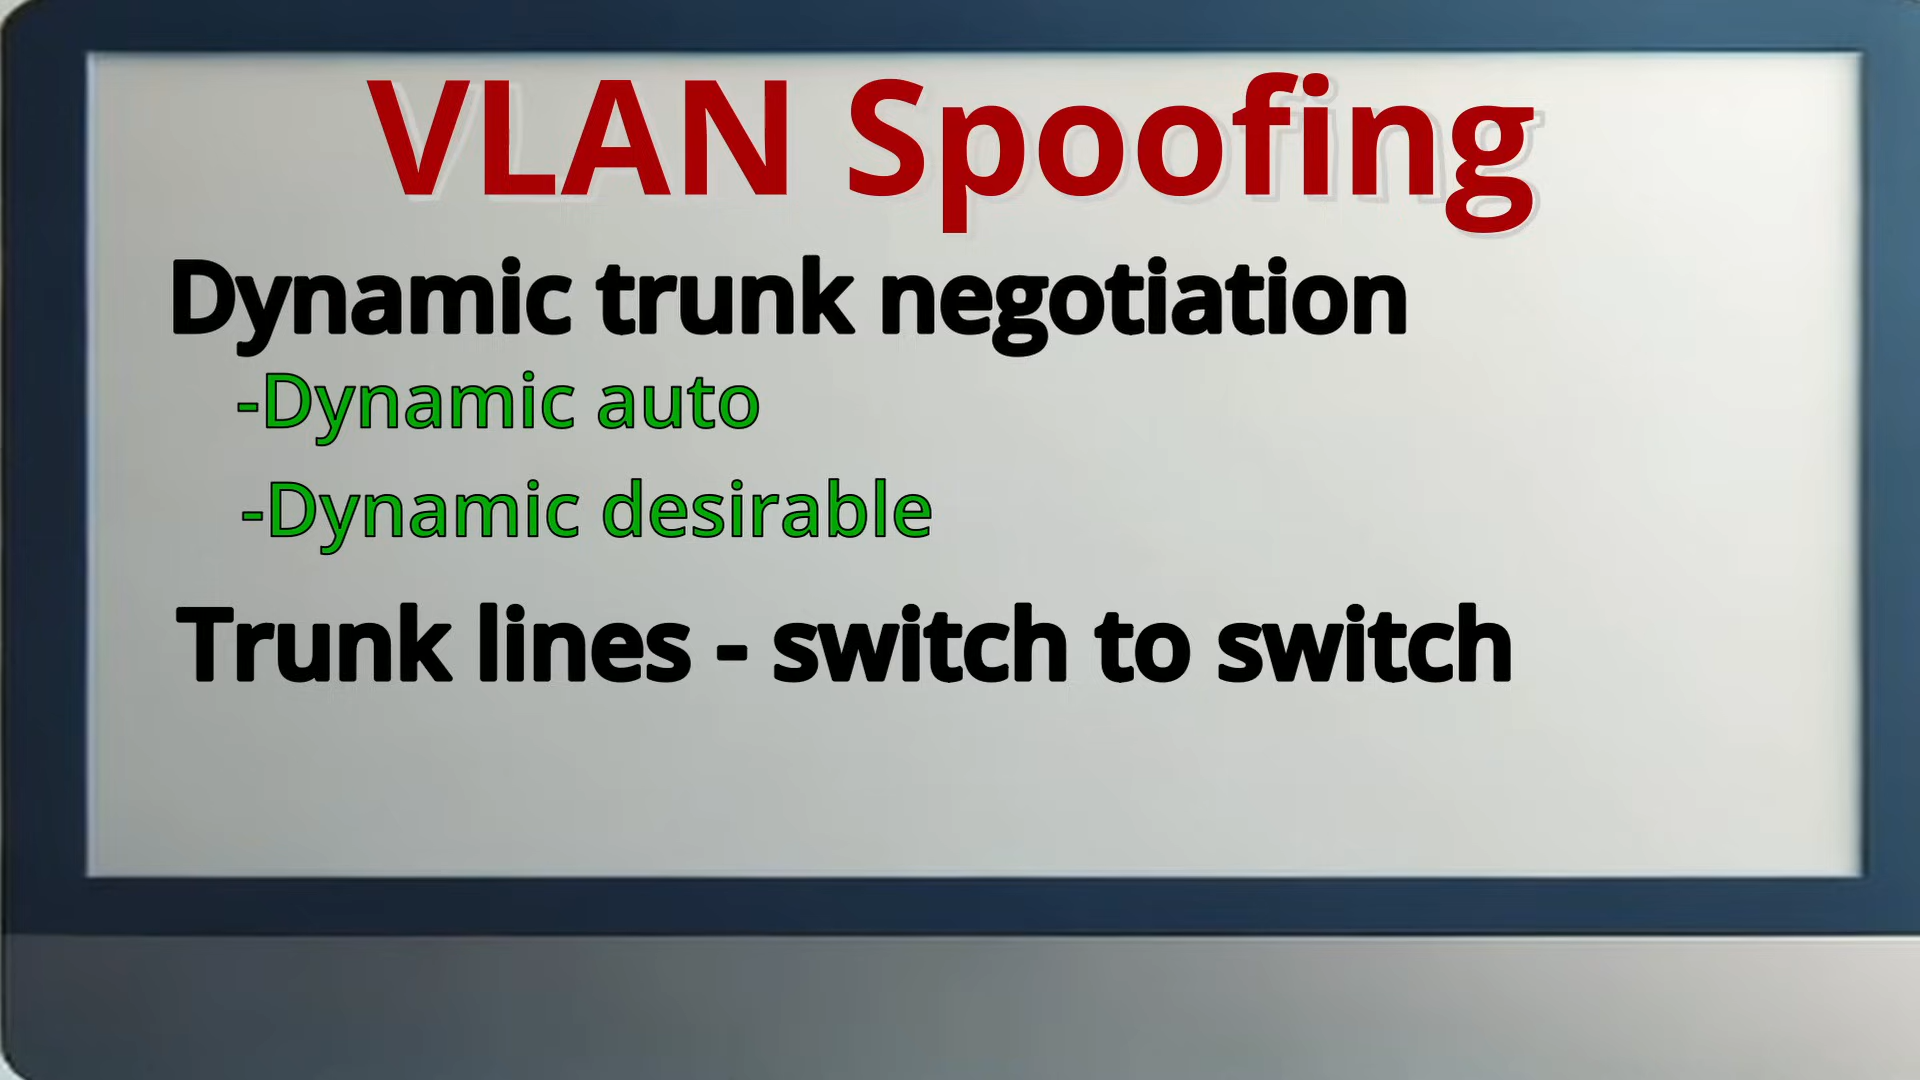 VLAN Spoofing
Dynamic trunk negotiation
-Dynamic auto
-Dynamic desirable
Trunk lines - switch to switch